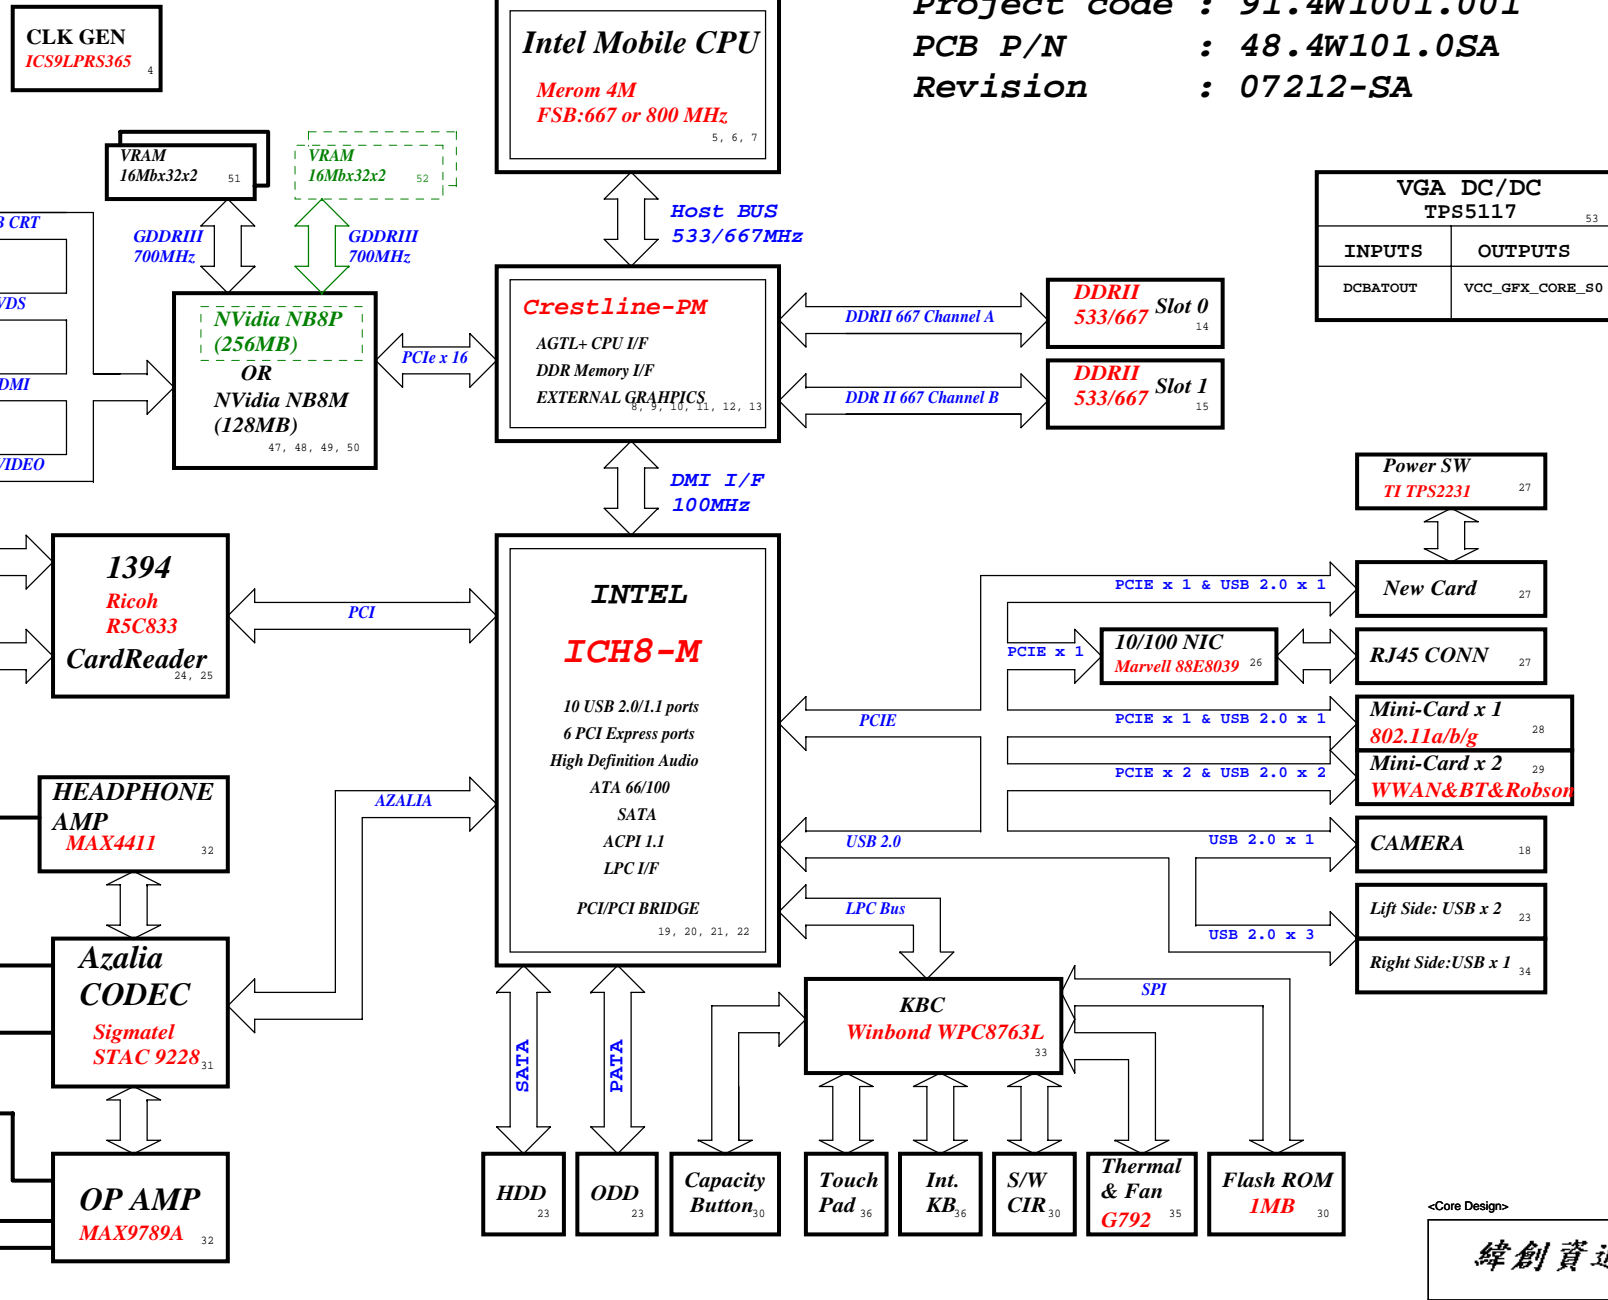 Project code : 91.4W1001.001
PCB P/N : 48.4W101.0SA
Revision : 07212-SA
CLK GEN
ICS9LPRS365
4
Intel Mobile CPU
Merom 4M
FSB:667 or 800 MHz
5, 6, 7
VRAM
16Mbx32x2
51
VRAM
16Mbx32x2
52
GDDRIII
700MHz
GDDRIII
700MHz
Host BUS
533/667MHz
VGA DC/DC
TPS5117
53
INPUTS OUTPUTS
DCBATOUT VCC_GFX_CORE_S0
CRT
VIDEO
NVidia NB8P
(256MB)
OR
NVidia NB8M
(128MB)
47, 48, 49, 50
PCIe x 16
Crestline-PM
AGTL+ CPU I/F
DDR Memory I/F
EXTERNAL GRAHPICS
8, 9, 10, 11, 12, 13
DDRII 667 Channel A
DDRII
533/667
Slot 0
14
DDR II 667 Channel B
DDRII
533/667
Slot 1
15
DMI I/F
100MHz
Power SW
TI TPS2231
27
1394
Ricoh
R5C833
CardReader
24, 25
PCI
INTEL
ICH8-M
10 USB 2.0/1.1 ports
6 PCI Express ports
High Definition Audio
ATA 66/100
SATA
ACPI 1.1
LPC I/F
PCI/PCI BRIDGE
19, 20, 21, 22
PCIE x 1 & USB 2.0 x 1
New Card
27
PCIE x 1
10/100 NIC
Marvell 88E8039
26
RJ45 CONN
27
PCIE
PCIE x 1 & USB 2.0 x 1
Mini-Card x 1
802.11a/b/g
28
PCIE x 2 & USB 2.0 x 2
Mini-Card x 2
WWAN&BT&Robson
29
USB 2.0
USB 2.0 x 1
CAMERA
18
Lift Side: USB x 2
23
USB 2.0 x 3
Right Side:USB x 1
34
HEADPHONE
AMP
MAX4411
32
AZALIA
Azalia
CODEC
Sigmatel
STAC 9228
31
OP AMP
MAX9789A
32
LPC Bus
KBC
Winbond WPC8763L
33
SPI
SATA
PATA
HDD
23
ODD
23
Capacity
Button
30
Touch
Pad
36
Int.
KB
36
S/W
CIR
30
Thermal
& Fan
G792
35
Flash ROM
1MB
30
<Core Design>
緯創資